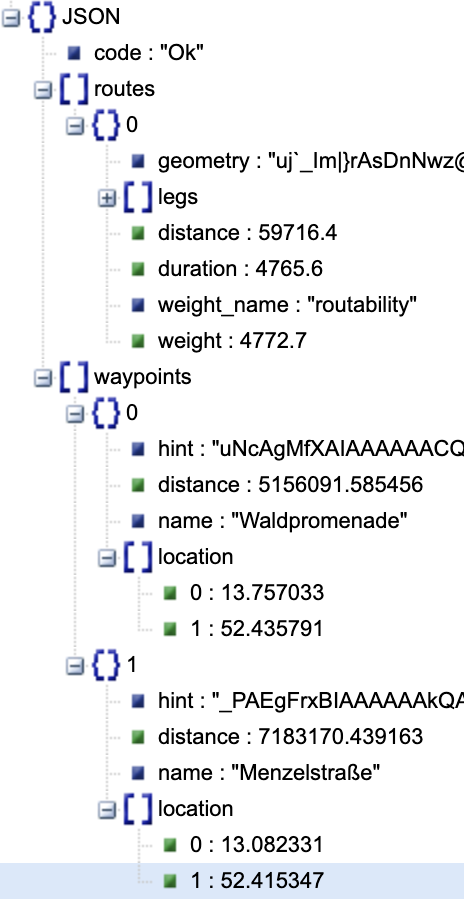 JSON
code : "Ok"
routes
0
geometry : "uj`_Im|}rAsDnNwz@
legs
distance : 59716.4
duration : 4765.6
weight_name : "routability"
weight : 4772.7
waypoints
0
hint : "uNcAgMfXAIAAAAAACQ
distance : 5156091.585456
name : "Waldpromenade"
location
0 : 13.757033
1 : 52.435791
1
hint : "_PAEgFrxBIAAAAAAkQA
distance : 7183170.439163
name : "Menzelstraße"
location
0 : 13.082331
1 : 52.415347